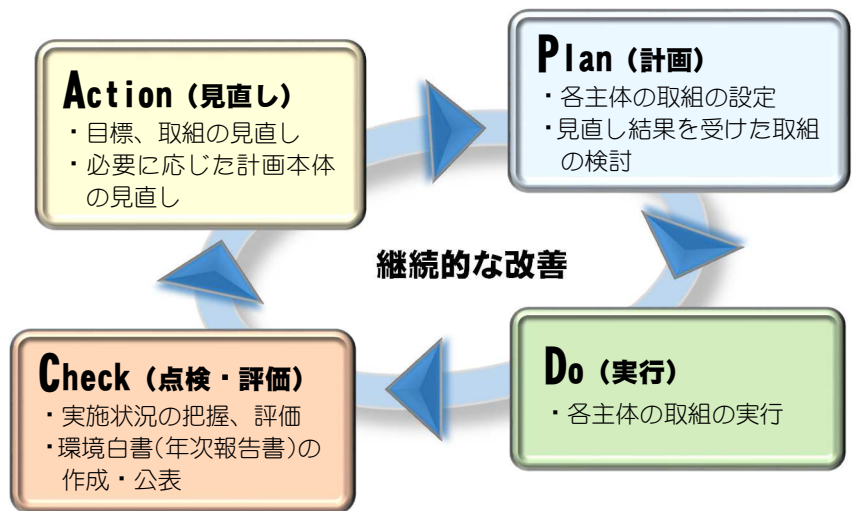 Action（見直し）
・目標、取組の見直し
・必要に応じた計画本体
の見直し
Plan（計画）
・各主体の取組の設定
・見直し結果を受けた取組
の検討
継続的な改善
Check（点検・評価）
・実施状況の把握、評価
・環境白書(年次報告書)の
作成・公表
Do（実行）
・各主体の取組の実行